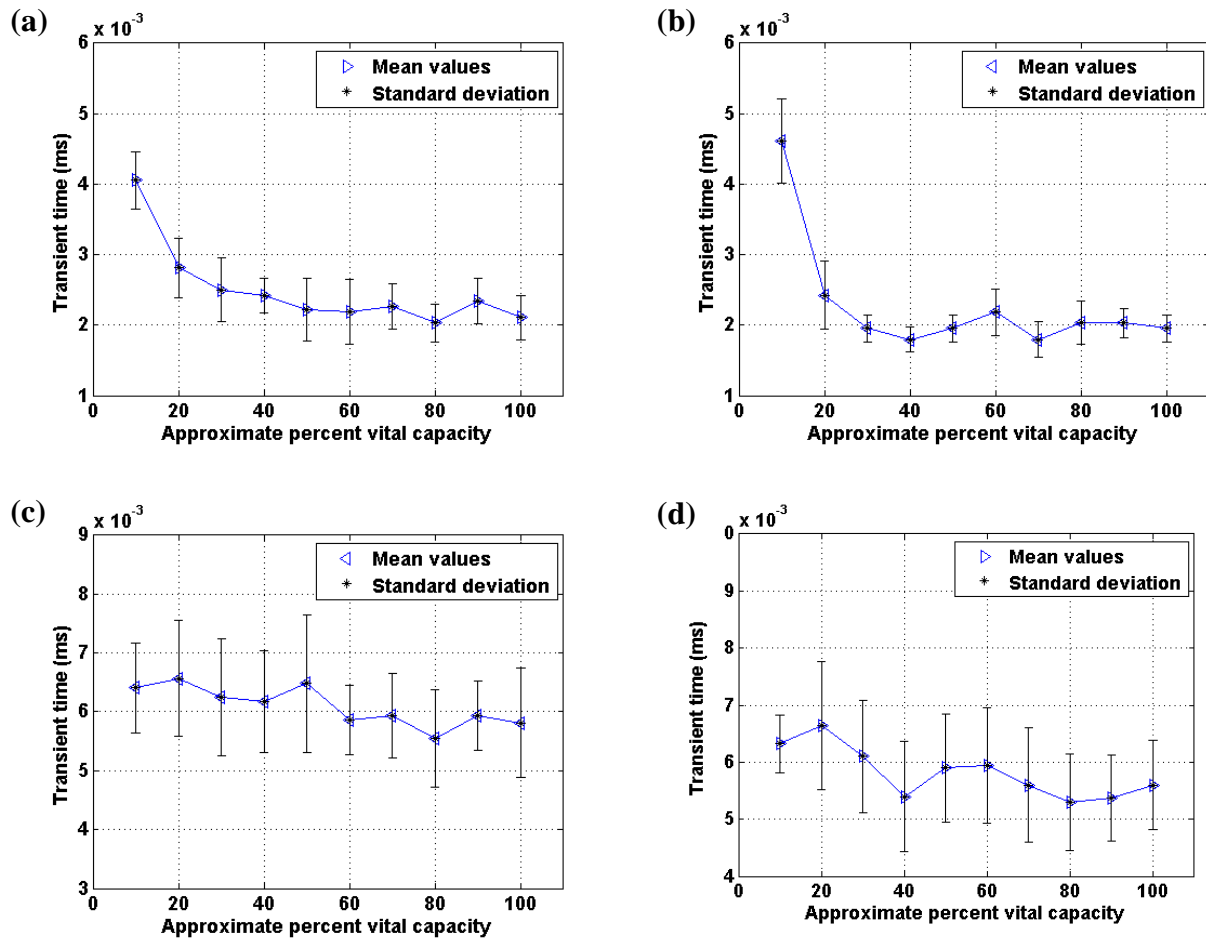 (a)
x 10-3
6
5
4
3
2
1
Transient time (ms)
Mean values
Standard deviation
0 20 40 60 80 100
Approximate percent vital capacity
(b)
x 10-3
6
5
4
3
2
1
Transient time (ms)
Mean values
Standard deviation
0 20 40 60 80 100
Approximate percent vital capacity
(c)
x 10-3
9
8
7
6
5
4
3
Transient time (ms)
Mean values
Standard deviation
0 20 40 60 80 100
Approximate percent vital capacity
(d)
x 10-3
0
9
8
7
6
5
4
Transient time (ms)
Mean values
Standard deviation
0 20 40 60 80 100
Approximate percent vital capacity